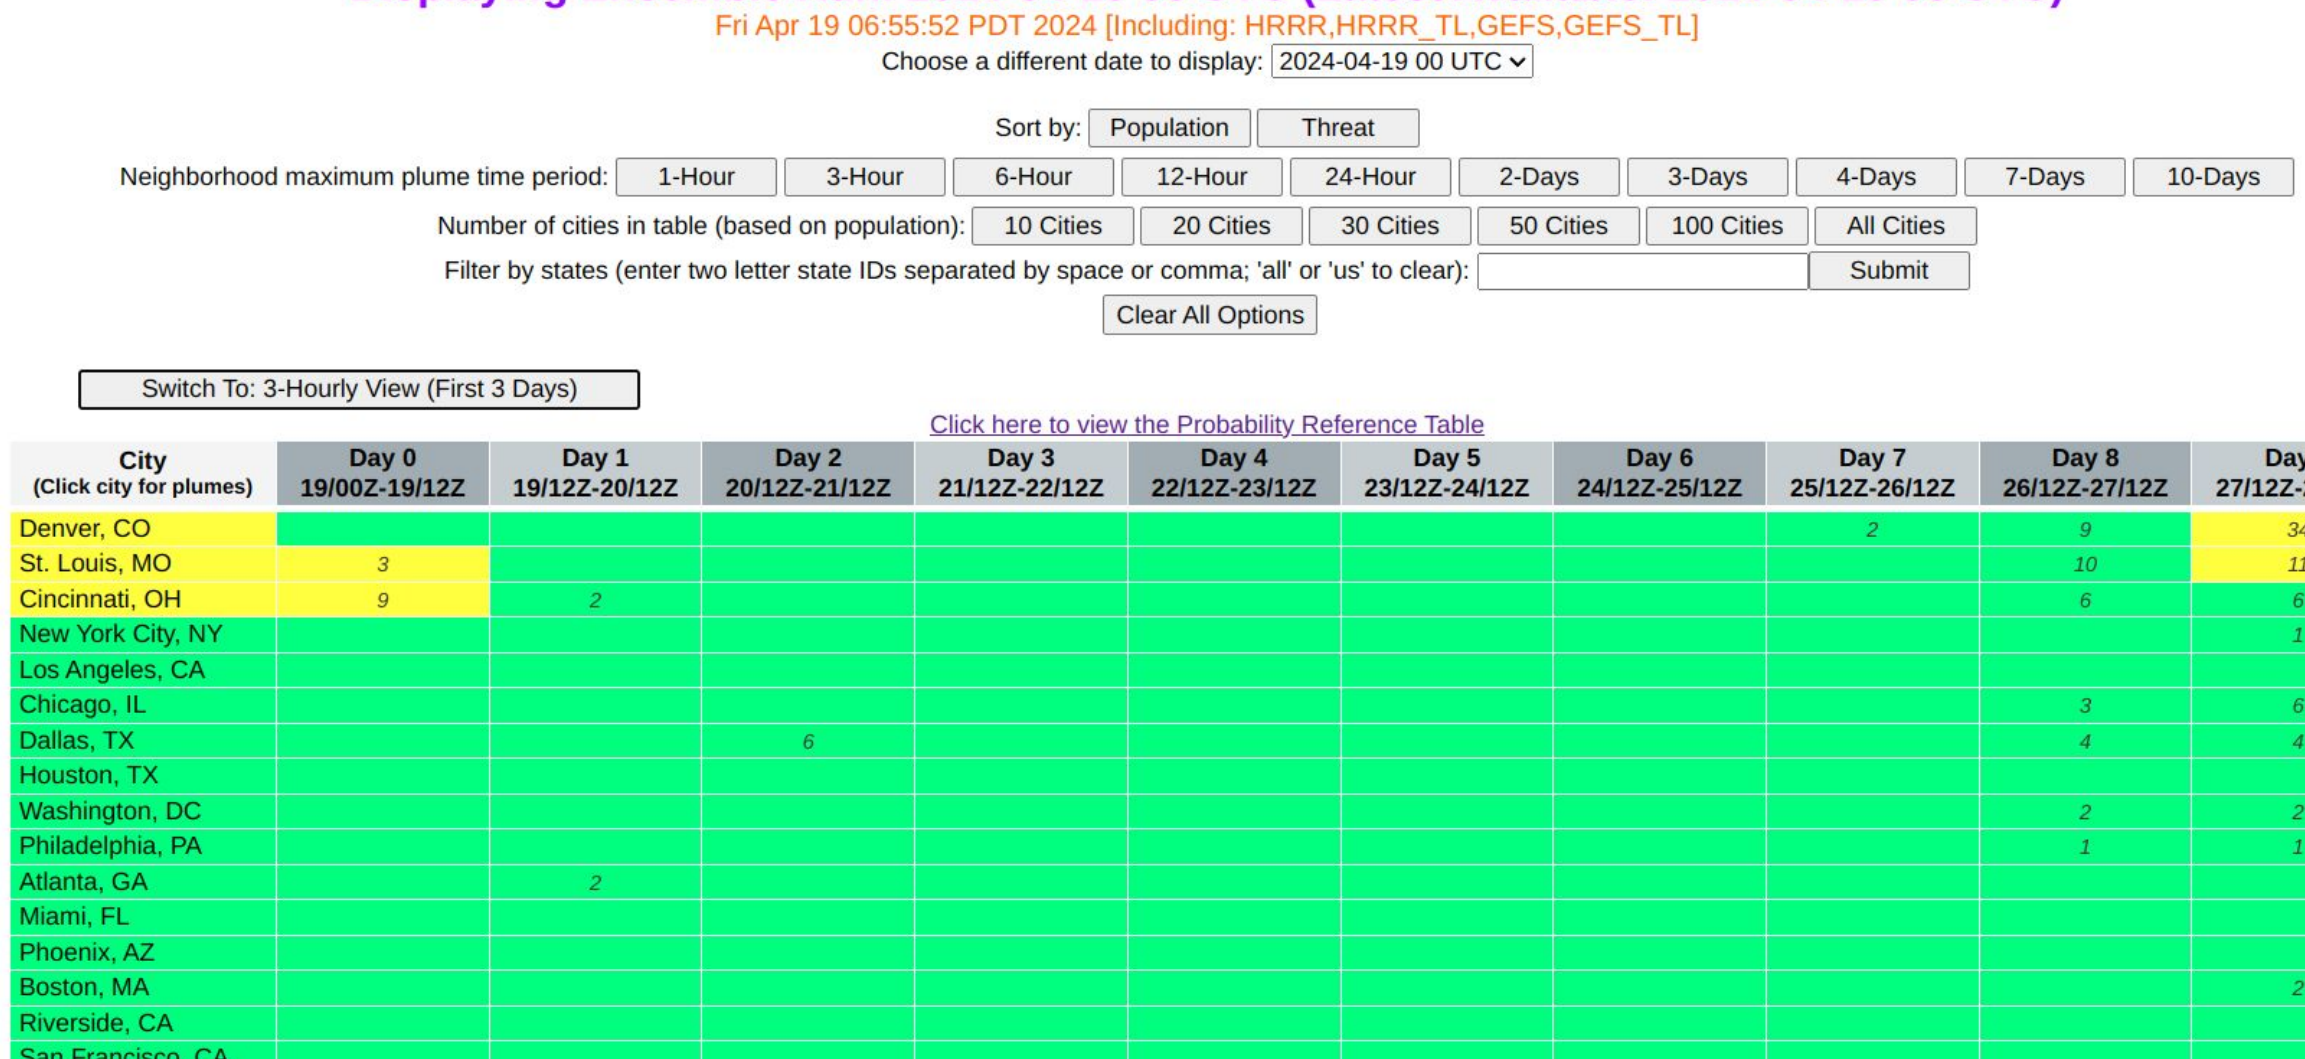 Fri Apr 19 06:55:52 PDT 2024 [Including: HRRR,HRRR_TL,GEFS,GEFS_TL]
Choose a different date to display: 2024-04-19 00 UTC
Sort by: Population Threat
Neighborhood maximum plume time period: 1-Hour 3-Hour 6-Hour 12-Hour 24-Hour 2-Days 3-Days 4-Days 7-Days 10-Days
Number of cities in table (based on population): 10 Cities 20 Cities 30 Cities 50 Cities 100 Cities All Cities
Filter by states (enter two letter state IDs separated by space or comma; 'all' or 'us' to clear): Submit
Clear All Options
Switch To: 3-Hourly View (First 3 Days)
Click here to view the Probability Reference Table
City Day 0 Day 1 Day 2 Day 3 Day 4 Day 5 Day 6 Day 7 Day 8 Day
(Click city for plumes) 19/00Z-19/12Z 19/12Z-20/12Z 20/12Z-21/12Z 21/12Z-22/12Z 22/12Z-23/12Z 23/12Z-24/12Z 24/12Z-25/12Z 25/12Z-26/12Z 26/12Z-27/12Z 27/12Z-
Denver, CO 2 9 34
St. Louis, MO 3 10 11
Cincinnati, OH 9 2 6 6
New York City, NY 1
Los Angeles, CA
Chicago, IL 3 6
Dallas, TX 6 4 4
Houston, TX
Washington, DC 2 2
Philadelphia, PA 1 1
Atlanta, GA 2
Miami, FL
Phoenix, AZ
Boston, MA 2
Riverside, CA
San Francisco, CA